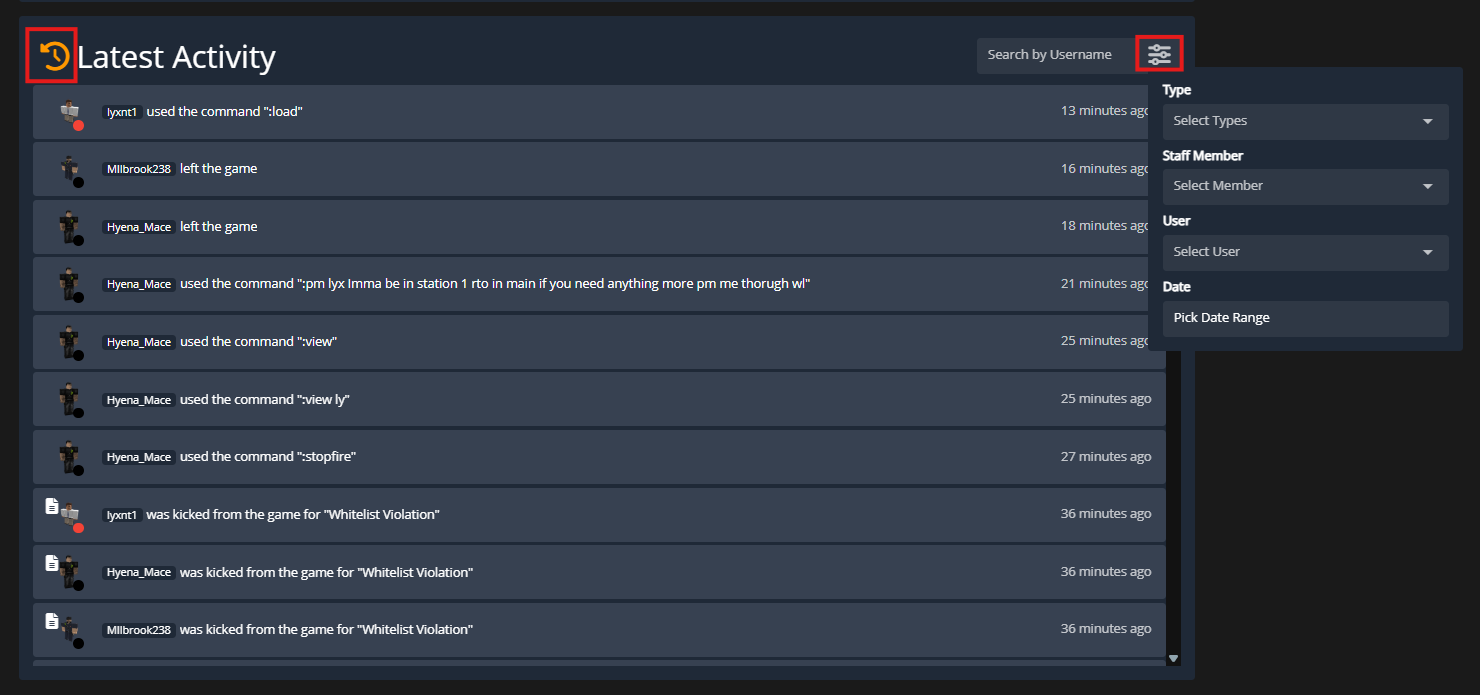 Latest Activity
Search by Username
lyxnt1 used the command ":load" 13 minutes ago
MIlbrook238 left the game 16 minutes ago
Hyena_Mace left the game 18 minutes ago
Hyena_Mace used the command ":pm lyx Imma be in station 1 rto in main if you need anything more pm me thorugh wl" 21 minutes ago
Hyena_Mace used the command ":view" 25 minutes ago
Hyena_Mace used the command ":view ly" 25 minutes ago
Hyena_Mace used the command ":stopfire" 27 minutes ago
lyxnt1 was kicked from the game for "Whitelist Violation" 36 minutes ago
Hyena_Mace was kicked from the game for "Whitelist Violation" 36 minutes ago
MIlbrook238 was kicked from the game for "Whitelist Violation" 36 minutes ago
Type
Select Types
Staff Member
Select Member
User
Select User
Date
Pick Date Range